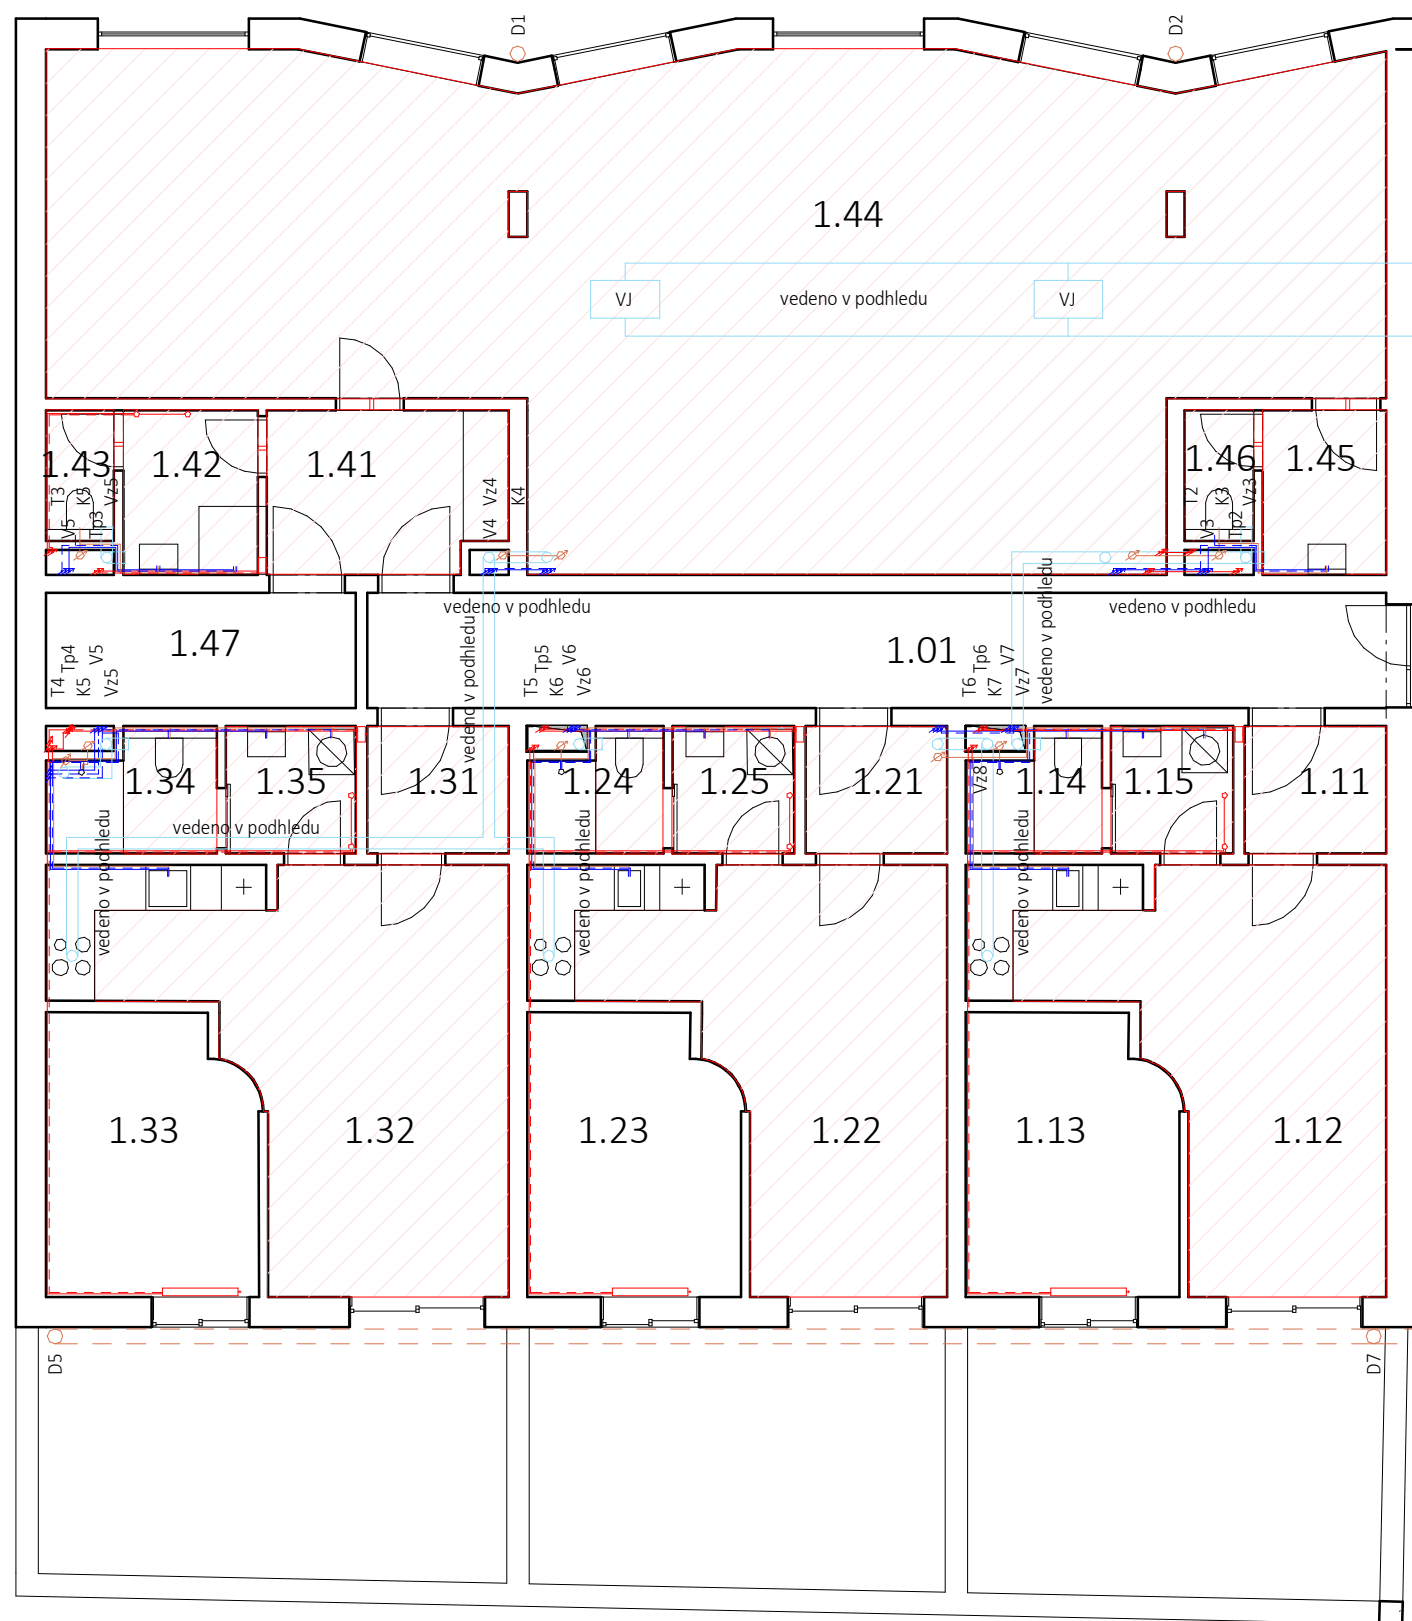 D1
D2
1.44
VJ
vedeno v podhledu
VJ
1.43
1.42
1.41
1.46
1.45
T3
K5
Vz5
V5
Tp3
Vz4
V4
K4
T2
K3
Vz3
V3
Tp2
vedeno v podhledu
vedeno v podhledu
vedeno v podhledu
vedeno v podhledu
1.47
1.01
T4
Tp4
K5
V5
Vz5
T5
Tp5
K6
V6
Vz6
T6
Tp6
K7
V7
Vz7
1.34
1.35
1.31
1.24
1.25
1.21
Vz8
1.14
1.15
1.11
vedeno v podhledu
vedeno v podhledu
vedeno v podhledu
vedeno v podhledu
1.33
1.32
1.23
1.22
1.13
1.12
D5
D7